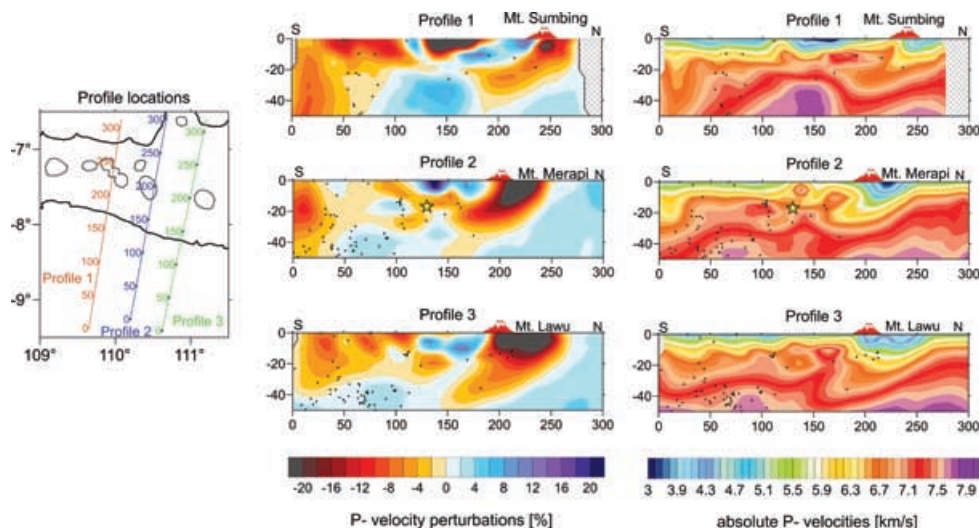 Profile locations
300
300
300
250
250
250
200
200
200
150
150
150
100
100
100
50
50
50
0
0
0
Profile 1
Profile 2
Profile 3
-7°
-8°
-9°
109° 110° 111°
S Profile 1 Mt. Sumbing N
0
-20
-40
0 50 100 150 200 250 300
S Profile 2 Mt. Merapi N
0
-20
-40
0 50 100 150 200 250 300
S Profile 3 Mt. Lawu N
0
-20
-40
0 50 100 150 200 250 300
-20 -16 -12 -8 -4 0 4 8 12 16 20
P- velocity perturbations [%]
S Profile 1 Mt. Sumbing N
0
-20
-40
0 50 100 150 200 250 300
S Profile 2 Mt. Merapi N
0
-20
-40
0 50 100 150 200 250 300
S Profile 3 Mt. Lawu N
0
-20
-40
0 50 100 150 200 250 300
3 3.9 4.3 4.7 5.1 5.5 5.9 6.3 6.7 7.1 7.5 7.9
absolute P- velocities [km/s]